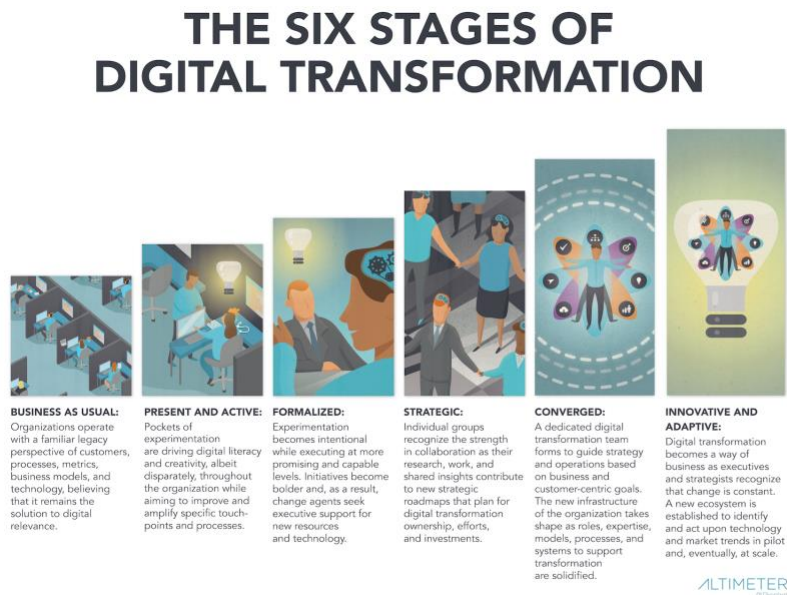 THE SIX STAGES OF
DIGITAL TRANSFORMATION
BUSINESS AS USUAL:
Organizations operate
with a familiar legacy
perspective of customers,
processes, metrics,
business models, and
technology, believing
that it remains the
solution to digital
relevance.
PRESENT AND ACTIVE:
Pockets of
experimentation
are driving digital literacy
and creativity, albeit
disparately, throughout
the organization while
aiming to improve and
amplify specific touch-
points and processes.
FORMALIZED:
Experimentation
becomes intentional
while executing at more
promising and capable
levels. Initiatives become
bolder and, as a result,
change agents seek
executive support for
new resources
and technology.
STRATEGIC:
Individual groups
recognize the strength
in collaboration as their
research, work, and
shared insights contribute
to new strategic
roadmaps that plan for
digital transformation
ownership, efforts,
and investments.
CONVERGED:
A dedicated digital
transformation team
forms to guide strategy
and operations based
on business and
customer-centric goals.
The new infrastructure
of the organization takes
shape as roles, expertise,
models, processes, and
systems to support
transformation
are solidified.
INNOVATIVE AND
ADAPTIVE:
Digital transformation
becomes a way of
business as executives
and strategists recognize
that change is constant.
A new ecosystem is
established to identify
and act upon technology
and market trends in pilot
and, eventually, at scale.
ALTIMETER